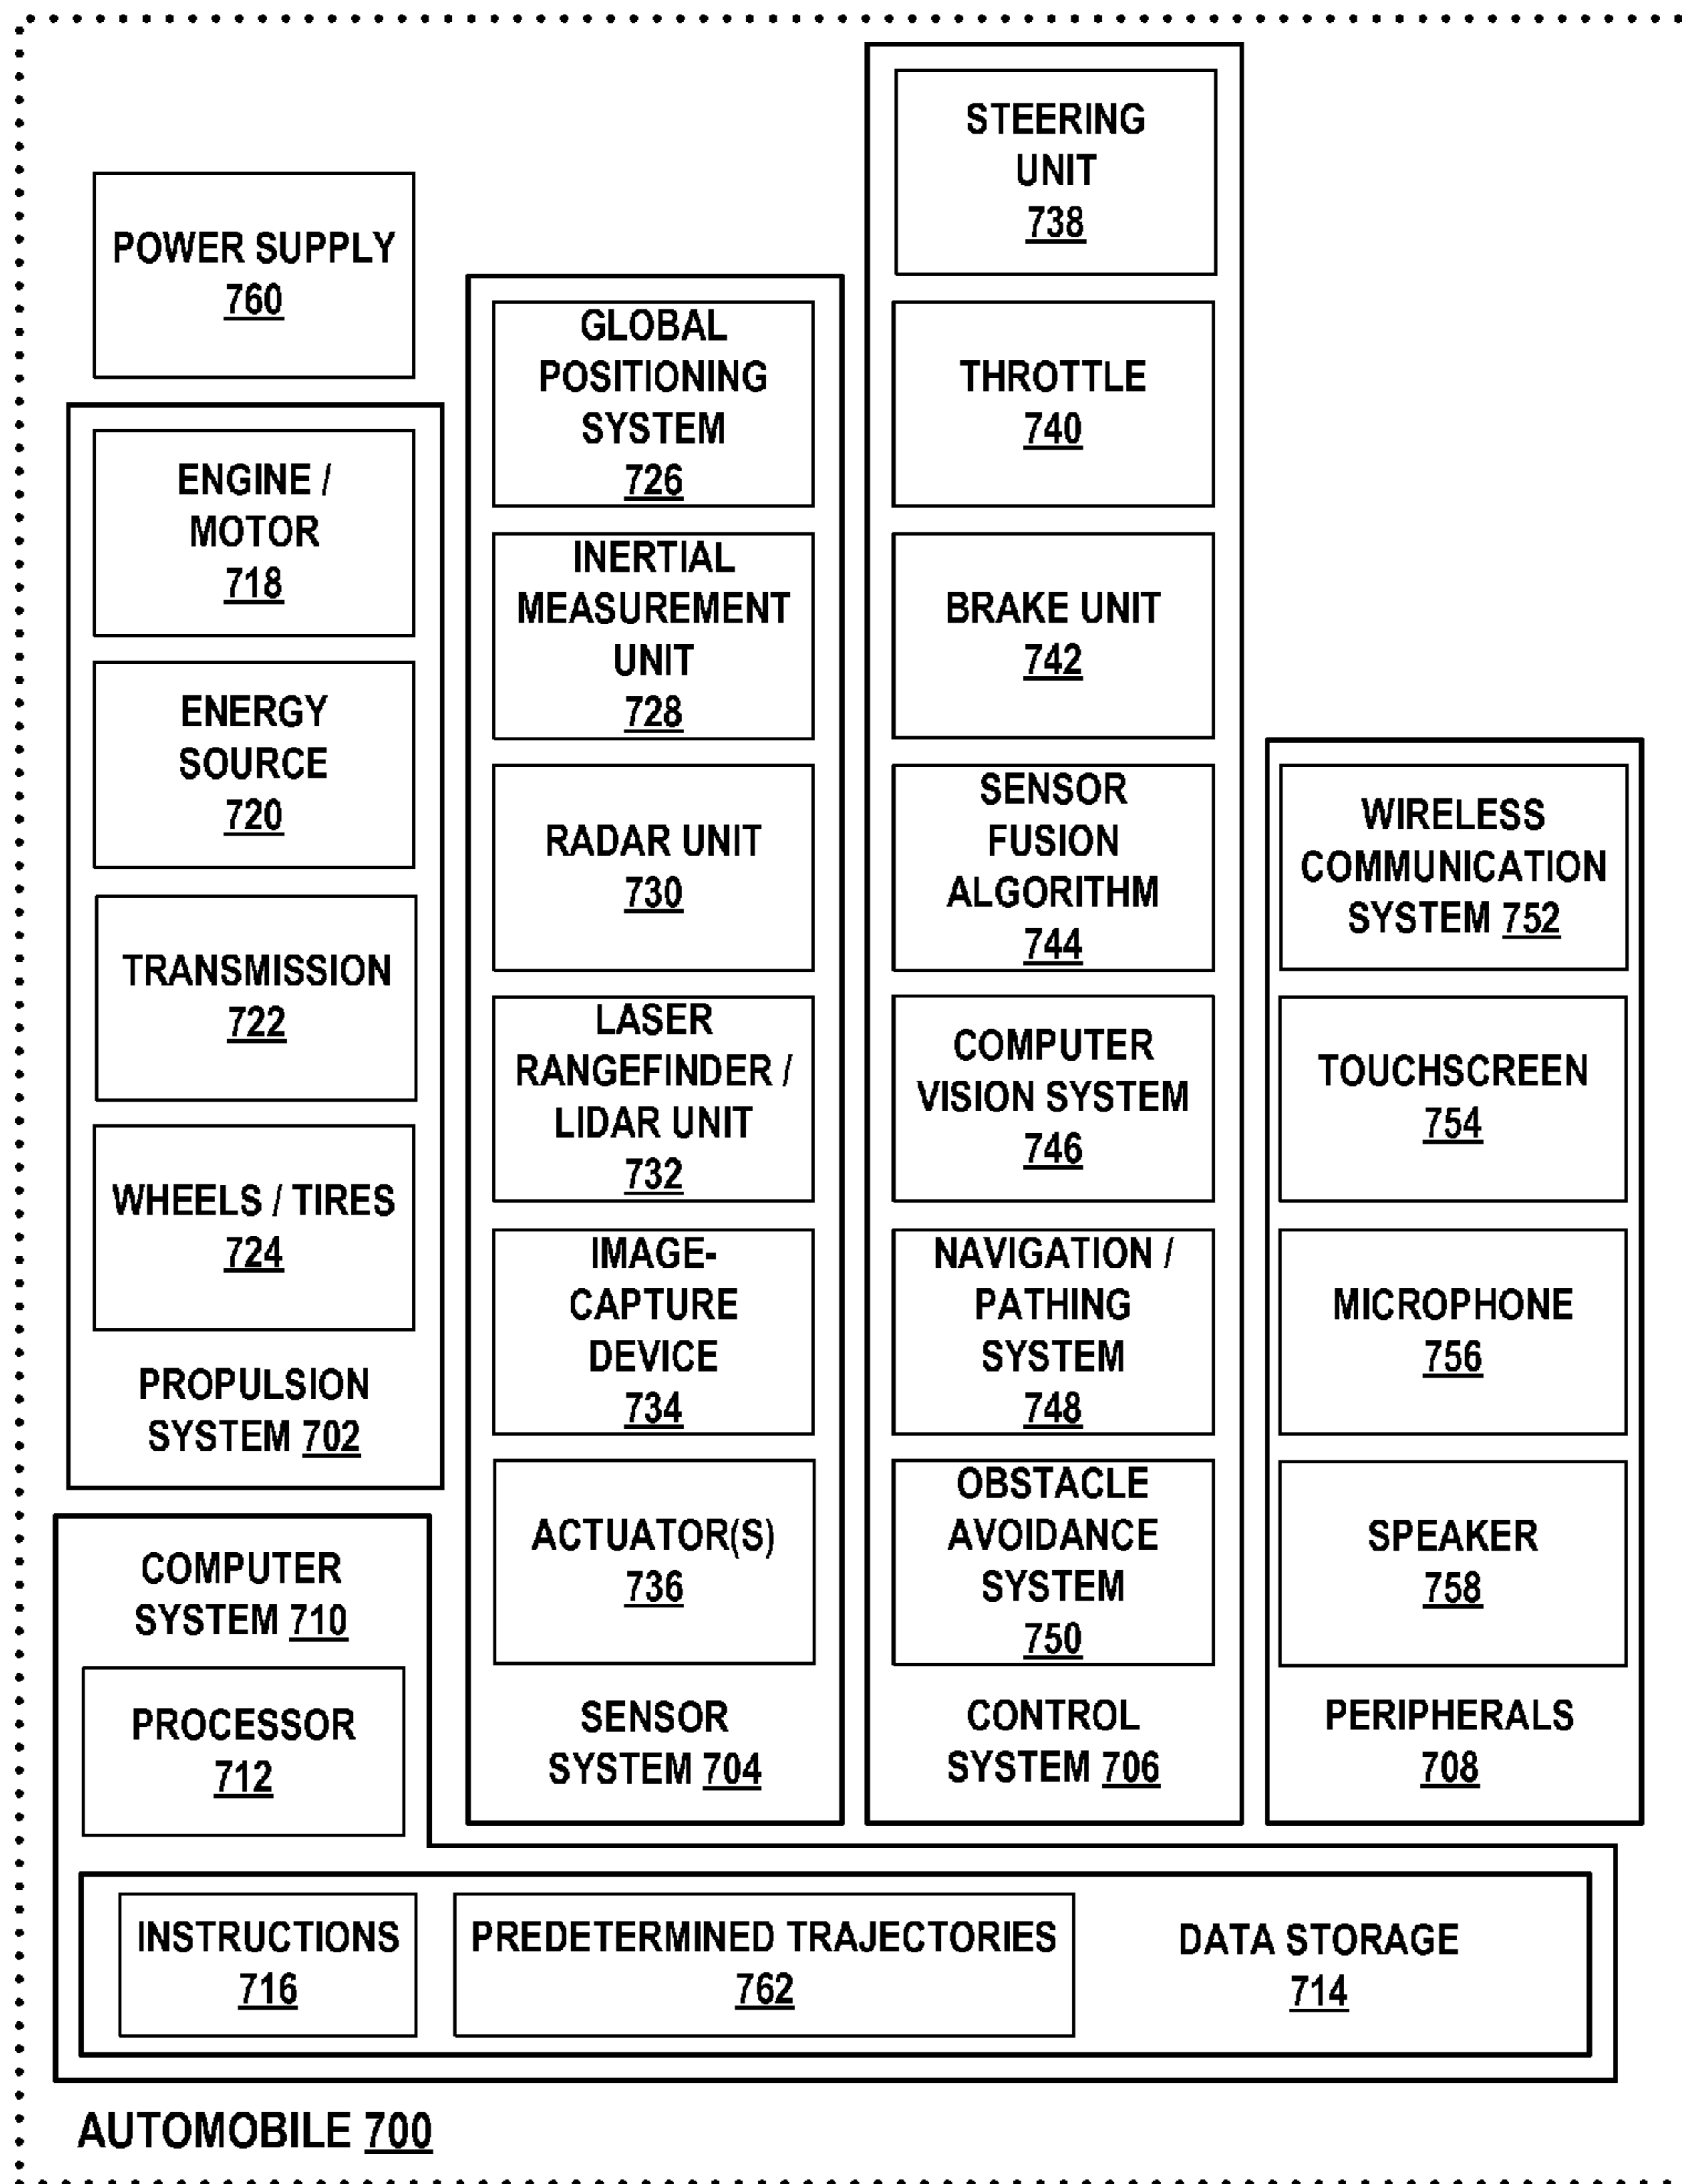 POWER SUPPLY
760
ENGINE /
MOTOR
718
ENERGY
SOURCE
720
TRANSMISSION
722
WHEELS / TIRES
724
PROPULSION
SYSTEM 702
GLOBAL
POSITIONING
SYSTEM
726
INERTIAL
MEASUREMENT
UNIT
728
RADAR UNIT
730
LASER
RANGEFINDER /
LIDAR UNIT
732
IMAGE-
CAPTURE
DEVICE
734
ACTUATOR(S)
736
SENSOR
SYSTEM 704
STEERING
UNIT
738
THROTTLE
740
BRAKE UNIT
742
SENSOR
FUSION
ALGORITHM
744
COMPUTER
VISION SYSTEM
746
NAVIGATION /
PATHING
SYSTEM
748
OBSTACLE
AVOIDANCE
SYSTEM
750
CONTROL
SYSTEM 706
WIRELESS
COMMUNICATION
SYSTEM 752
TOUCHSCREEN
754
MICROPHONE
756
SPEAKER
758
PERIPHERALS
708
COMPUTER
SYSTEM 710
PROCESSOR
712
INSTRUCTIONS
716
PREDETERMINED TRAJECTORIES
762
DATA STORAGE
714
AUTOMOBILE 700